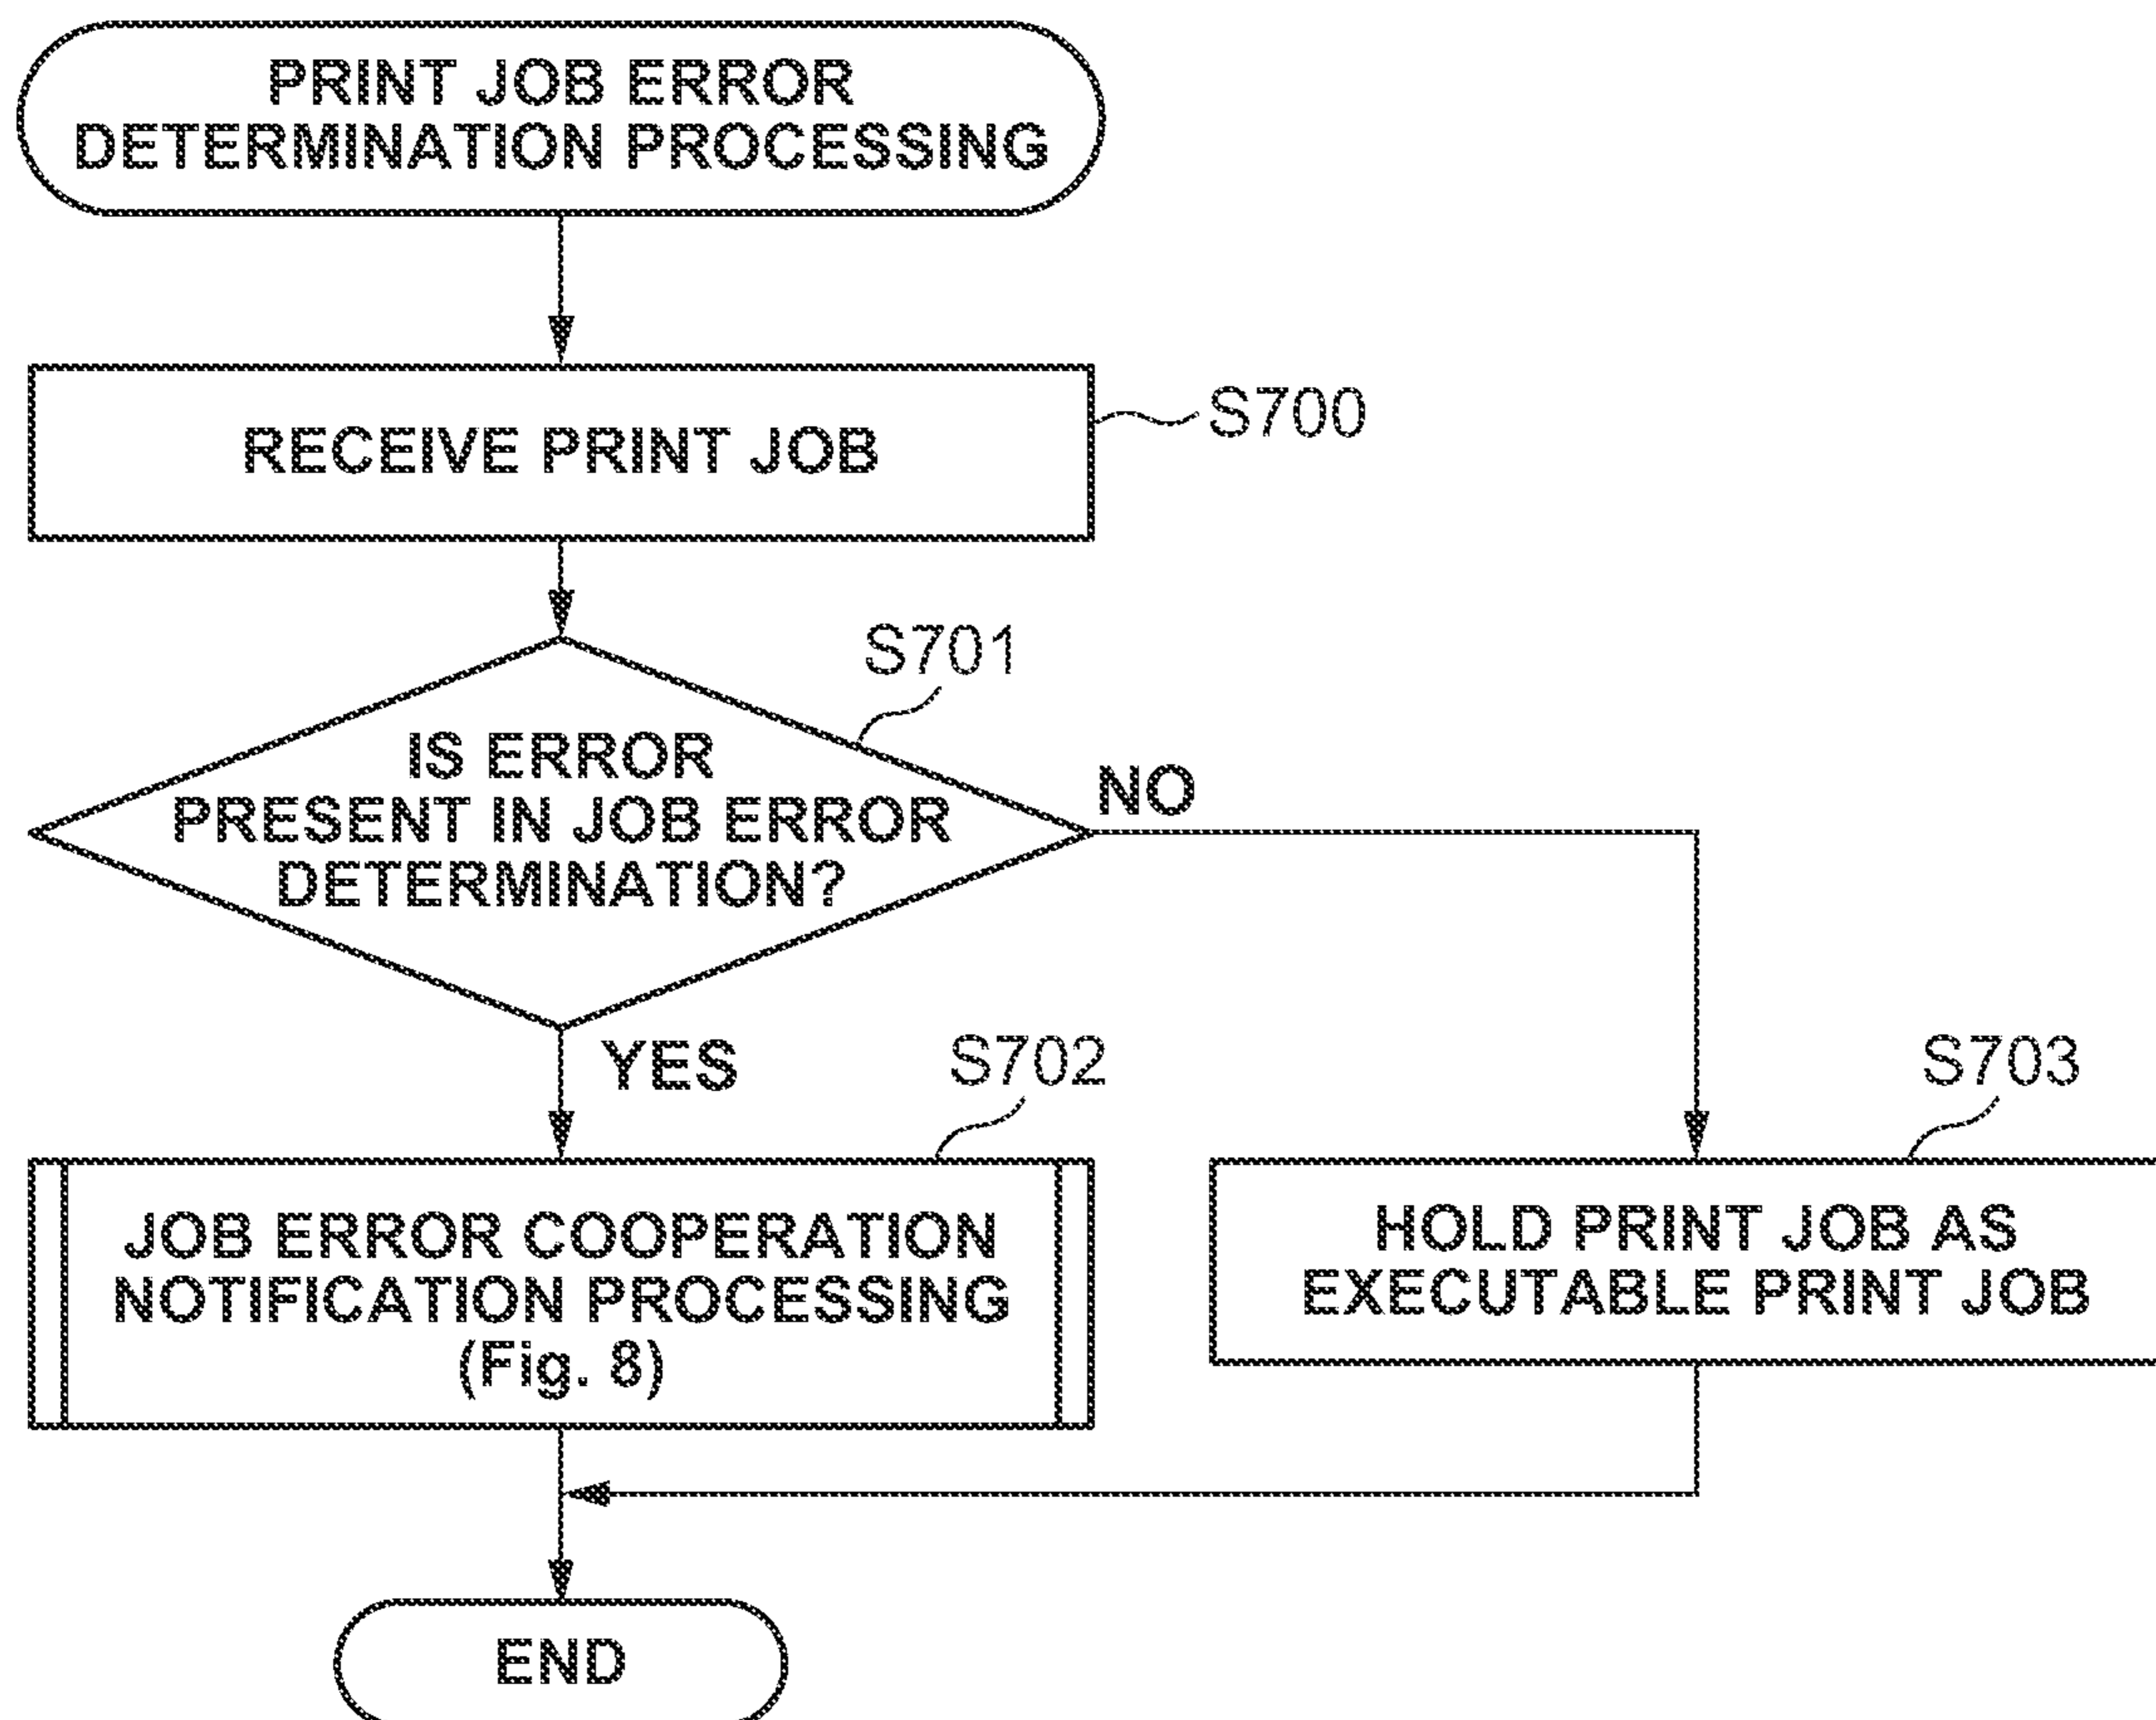 PRINT JOB ERROR
DETERMINATION PROCESSING
RECEIVE PRINT JOB
S700
S701
IS ERROR
PRESENT IN JOB ERROR
DETERMINATION?
NO
YES
S702
JOB ERROR COOPERATION
NOTIFICATION PROCESSING
(Fig. 8)
S703
HOLD PRINT JOB AS
EXECUTABLE PRINT JOB
END